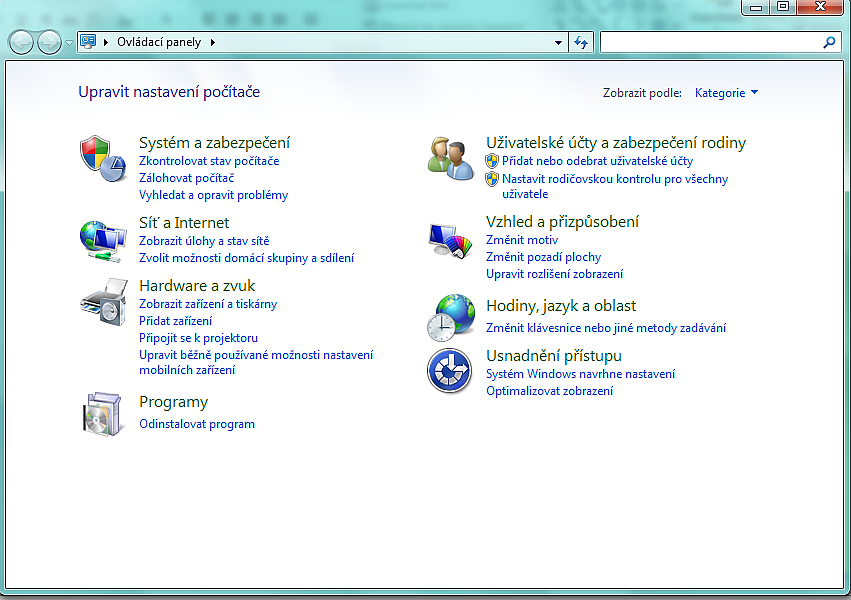 Ovládací panely
Upravit nastavení počítače
Zobrazit podle: Kategorie
Systém a zabezpečení
Zkontrolovat stav počítače
Zálohovat počítač
Vyhledat a opravit problémy
Síť a Internet
Zobrazit úlohy a stav sítě
Zvolit možnosti domácí skupiny a sdílení
Hardware a zvuk
Zobrazit zařízení a tiskárny
Přidat zařízení
Připojit se k projektoru
Upravit běžně používané možnosti nastavení
mobilních zařízení
Programy
Odinstalovat program
Uživatelské účty a zabezpečení rodiny
Přidat nebo odebrat uživatelské účty
Nastavit rodičovskou kontrolu pro všechny
uživatele
Vzhled a přizpůsobení
Změnit motiv
Změnit pozadí plochy
Upravit rozlišení zobrazení
Hodiny, jazyk a oblast
Změnit klávesnice nebo jiné metody zadávání
Usnadnění přístupu
Systém Windows navrhne nastavení
Optimalizovat zobrazení